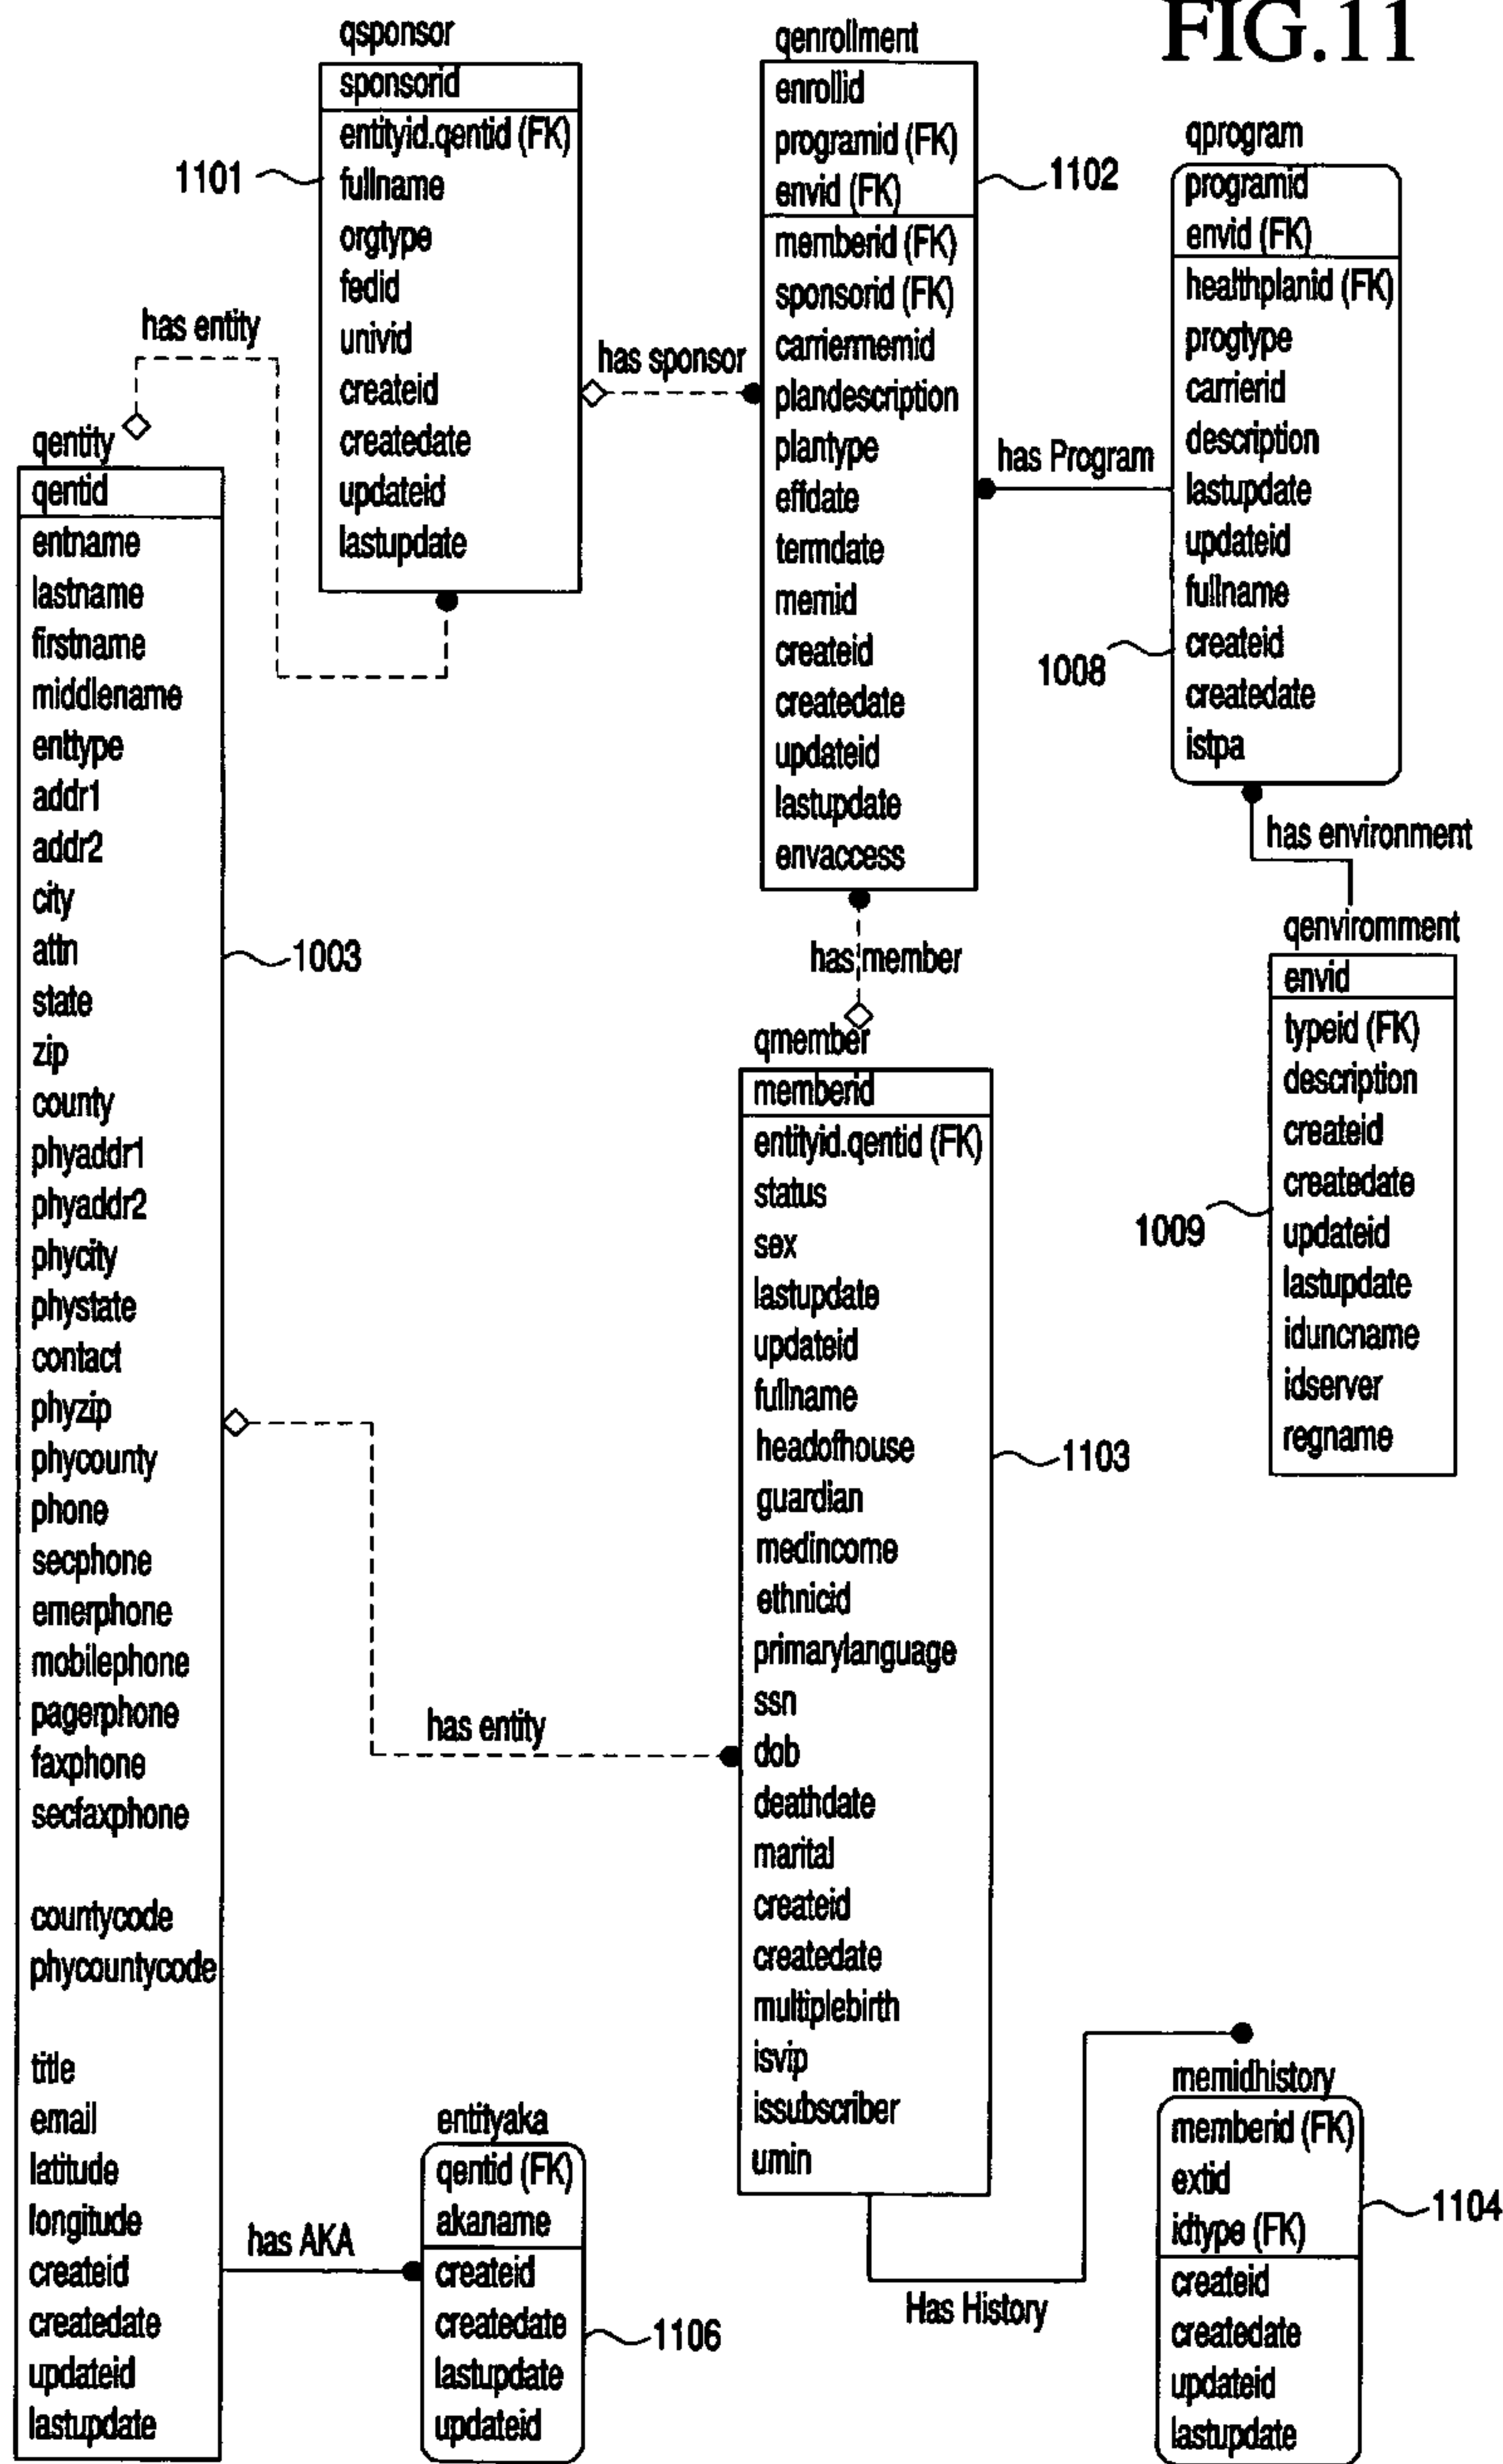 FIG.11
qsponsor
sponsorid
entityid.qentid (FK)
fullname
orgtype
fedid
univid
createid
createdate
updateid
lastupdate
1101
has entity
has sponsor
qenrollment
enrollid
programid (FK)
envid (FK)
memberid (FK)
sponsorid (FK)
carriermemid
plandescription
plantype
effdate
termdate
memid
createid
createdate
updateid
lastupdate
envaccess
1102
has Program
qprogram
programid
envid (FK)
healthplanid (FK)
progtype
carrierid
description
lastupdate
updateid
fullname
createid
createdate
istpa
1008
has environment
qenviromment
envid
typeid (FK)
description
createid
createdate
updateid
lastupdate
iduncname
idserver
regname
1009
qentity
qentid
entname
lastname
firstname
middlename
enttype
addr1
addr2
city
attn
state
zip
county
phyaddr1
phyaddr2
phycity
phystate
contact
phyzip
phycounty
phone
secphone
emerphone
mobilephone
pagerphone
faxphone
secfaxphone
countycode
phycountycode
title
email
latitude
longitude
createid
createdate
updateid
lastupdate
1003
has member
qmember
memberid
entityid.qentid (FK)
status
sex
lastupdate
updateid
fullname
headofhouse
guardian
medincome
ethnicid
primarylanguage
ssn
dob
deathdate
marital
createid
createdate
multiplebirth
isvip
issubscriber
umin
1103
has entity
has AKA
entityaka
qentid (FK)
akaname
createid
createdate
lastupdate
updateid
1106
Has History
memidhistory
memberid (FK)
extid
idtype (FK)
createid
createdate
updateid
lastupdate
1104